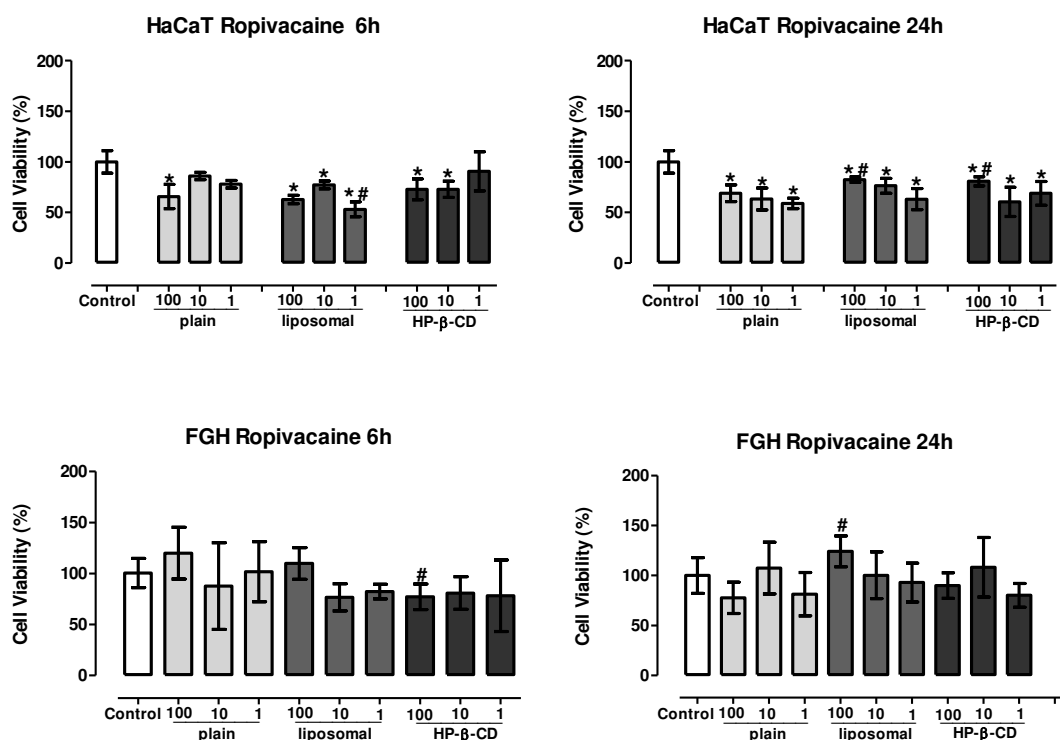 HaCaT Ropivacaine 6h
200
150
100
50
0
Cell Viability (%)
* * * * # * *
Control 100 10 1 100 10 1 100 10 1
plain liposomal HP-β-CD
HaCaT Ropivacaine 24h
200
150
100
50
0
Cell Viability (%)
* * * * # * * * # * *
Control 100 10 1 100 10 1 100 10 1
plain liposomal HP-β-CD
FGH Ropivacaine 6h
200
150
100
50
0
Cell Viability (%)
#
Control 100 10 1 100 10 1 100 10 1
plain liposomal HP-β-CD
FGH Ropivacaine 24h
200
150
100
50
0
Cell Viability (%)
#
Control 100 10 1 100 10 1 100 10 1
plain liposomal HP-β-CD